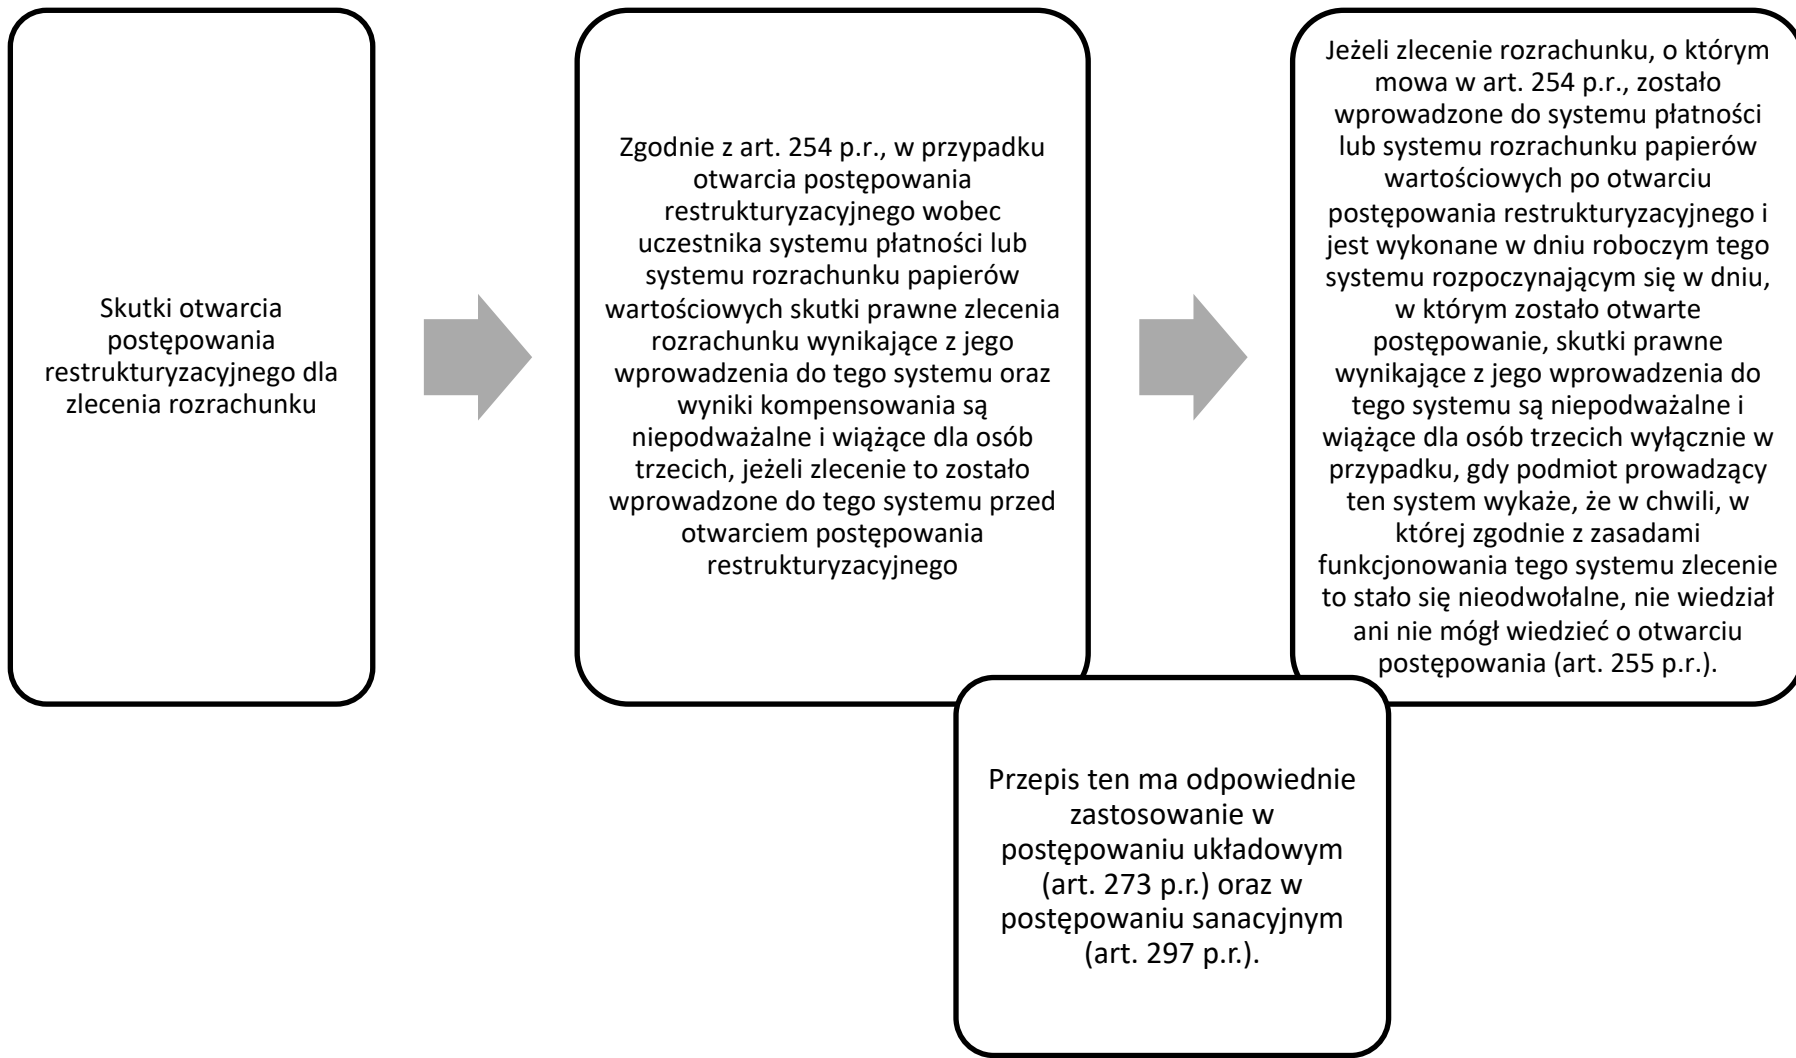 Skutki otwarcia
postępowania
restrukturyzacyjnego dla
zlecenia rozrachunku
Zgodnie z art. 254 p.r., w przypadku
otwarcia postępowania
restrukturyzacyjnego wobec
uczestnika systemu płatności lub
systemu rozrachunku papierów
wartościowych skutki prawne zlecenia
rozrachunku wynikające z jego
wprowadzenia do tego systemu oraz
wyniki kompensowania są
niepodważalne i wiążące dla osób
trzecich, jeżeli zlecenie to zostało
wprowadzone do tego systemu przed
otwarciem postępowania
restrukturyzacyjnego
Jeżeli zlecenie rozrachunku, o którym
mowa w art. 254 p.r., zostało
wprowadzone do systemu płatności
lub systemu rozrachunku papierów
wartościowych po otwarciu
postępowania restrukturyzacyjnego i
jest wykonane w dniu roboczym tego
systemu rozpoczynającym się w dniu,
w którym zostało otwarte
postępowanie, skutki prawne
wynikające z jego wprowadzenia do
tego systemu są niepodważalne i
wiążące dla osób trzecich wyłącznie w
przypadku, gdy podmiot prowadzący
ten system wykaże, że w chwili, w
której zgodnie z zasadami
funkcjonowania tego systemu zlecenie
to stało się nieodwołalne, nie wiedział
ani nie mógł wiedzieć o otwarciu
postępowania (art. 255 p.r.).
Przepis ten ma odpowiednie
zastosowanie w
postępowaniu układowym
(art. 273 p.r.) oraz w
postępowaniu sanacyjnym
(art. 297 p.r.).